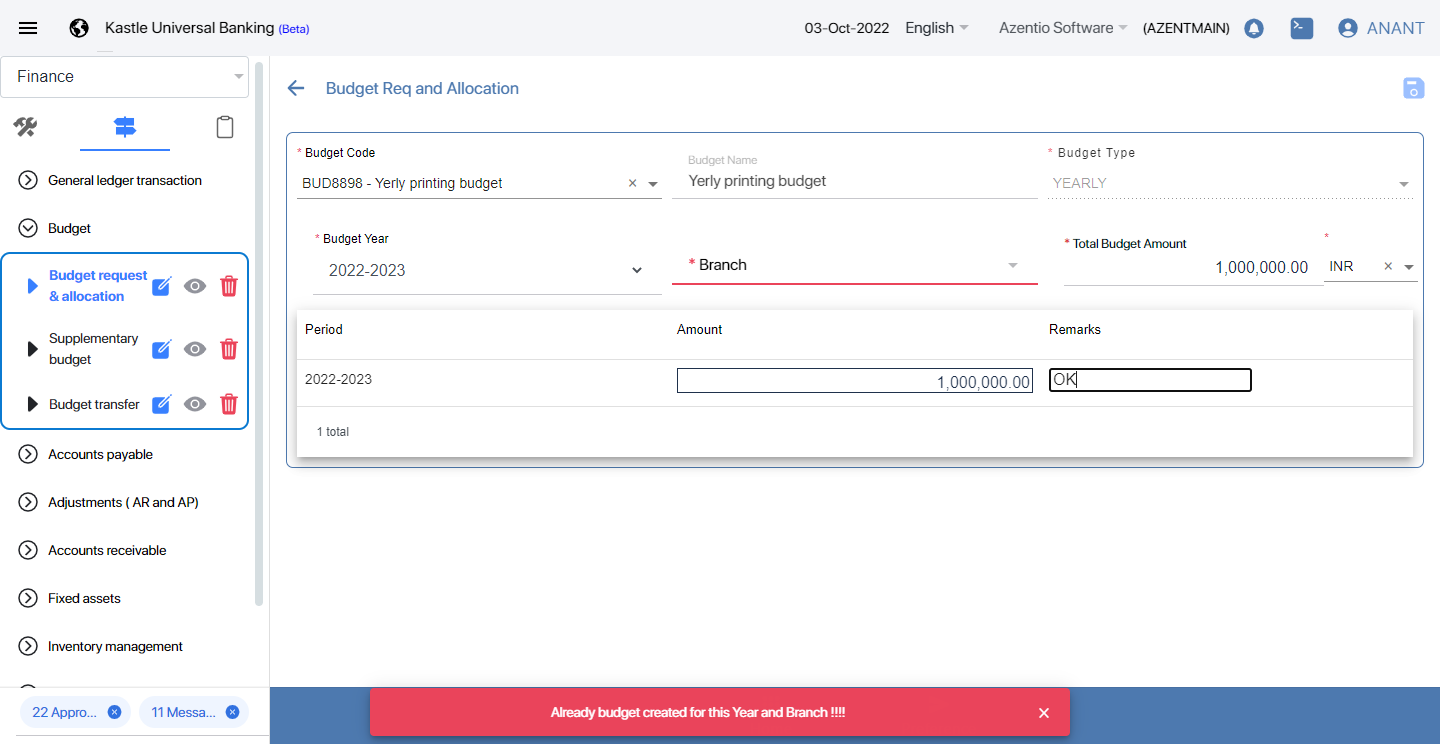 Kastle Universal Banking (Beta)
03-Oct-2022
English
Azentio Software
(AZENTMAIN)
ANANT
Finance
General ledger transaction
Budget
Budget request
& allocation
Supplementary
budget
Budget transfer
Accounts payable
Adjustments ( AR and AP)
Accounts receivable
Fixed assets
Inventory management
22 Appro...
11 Messa...
Budget Req and Allocation
* Budget Code
BUD8898 - Yerly printing budget
Budget Name
Yerly printing budget
* Budget Type
YEARLY
* Budget Year
2022-2023
* Branch
* Total Budget Amount
1,000,000.00
*
INR
Period Amount Remarks
2022-2023 1,000,000.00 OK
1 total
Already budget created for this Year and Branch !!!!